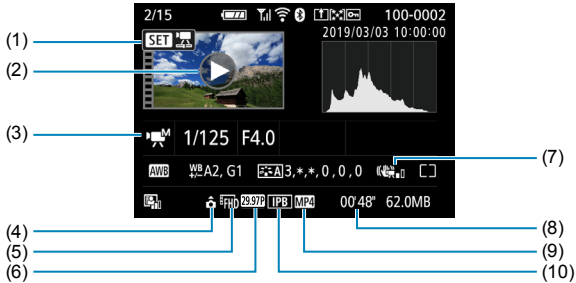 2/15 100-0002
(1) SET 2019/03/03 10:00:00
(2)
(3) M 1/125 F4.0
(7)
AWB WB +/- A2, G1 A 3,*,*,0,0,0
(4) FHD 29.97P IPB MP4 00'48" 62.0MB
(8)
(5) (9)
(6) (10)